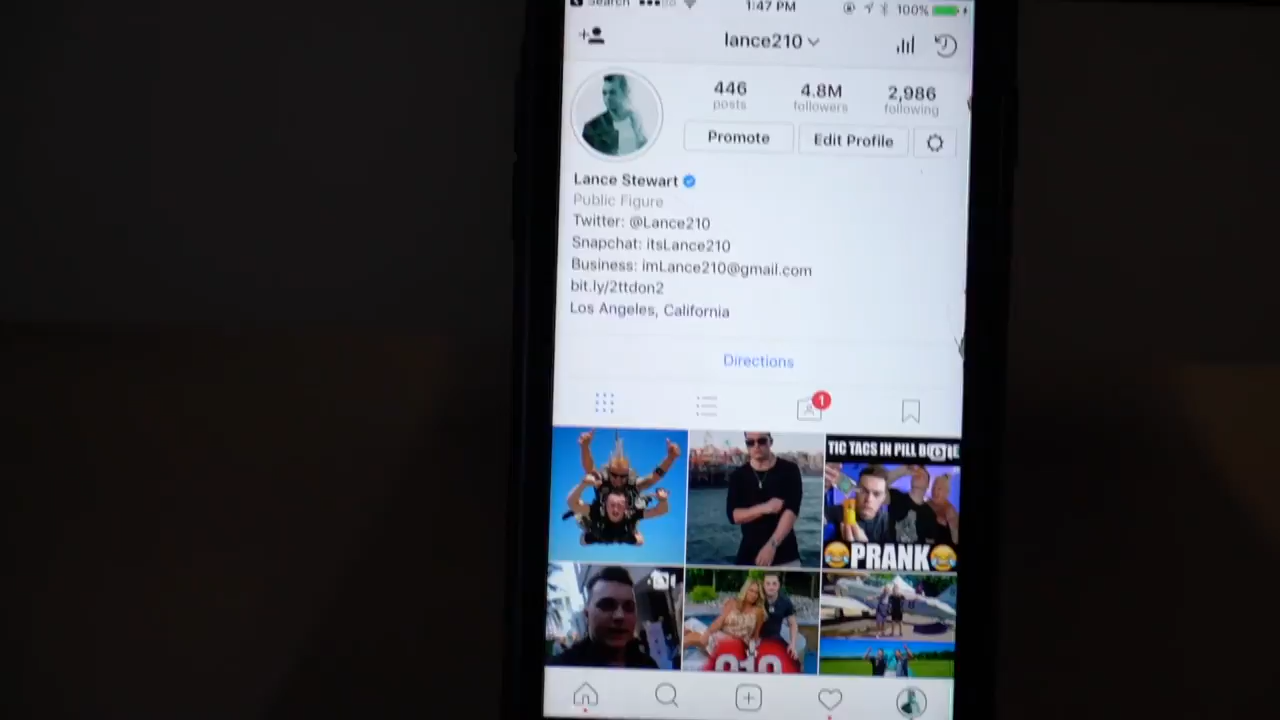 Search 1:47 PM 100%
lance210
446 4.8M 2,986
posts followers following
Promote Edit Profile
Lance Stewart
Public Figure
Twitter: @Lance210
Snapchat: itsLance210
Business: imLance210@gmail.com
bit.ly/2ttdon2
Los Angeles, California
Directions
1
TIC TACS IN PILL
PRANK
210